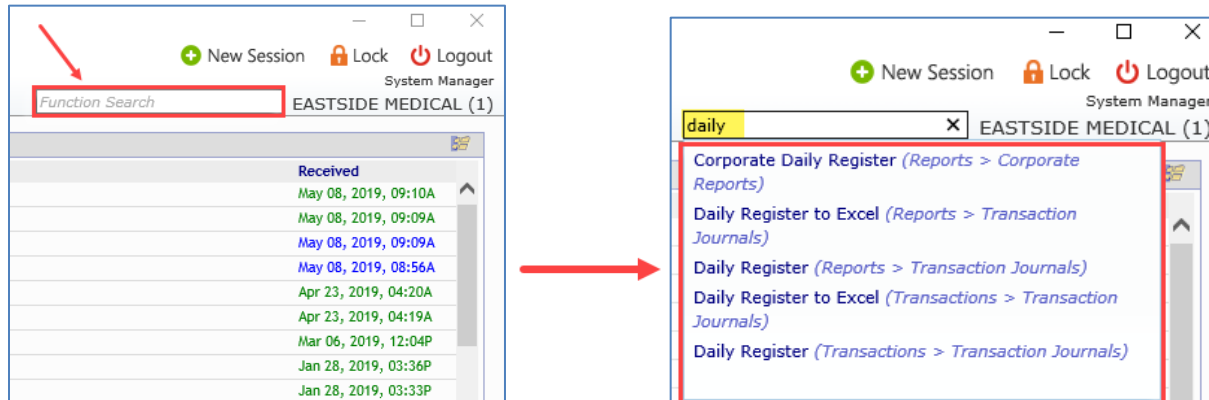 New Session Lock Logout
System Manager
Function Search EASTSIDE MEDICAL (1)
Received
May 08, 2019, 09:10A
May 08, 2019, 09:09A
May 08, 2019, 09:09A
May 08, 2019, 08:56A
Apr 23, 2019, 04:20A
Apr 23, 2019, 04:19A
Mar 06, 2019, 12:04P
Jan 28, 2019, 03:36P
Jan 28, 2019, 03:33P
New Session Lock Logout
System Manager
daily EASTSIDE MEDICAL (1)
Corporate Daily Register (Reports > Corporate
Reports)
Daily Register to Excel (Reports > Transaction
Journals)
Daily Register (Reports > Transaction Journals)
Daily Register to Excel (Transactions > Transaction
Journals)
Daily Register (Transactions > Transaction Journals)